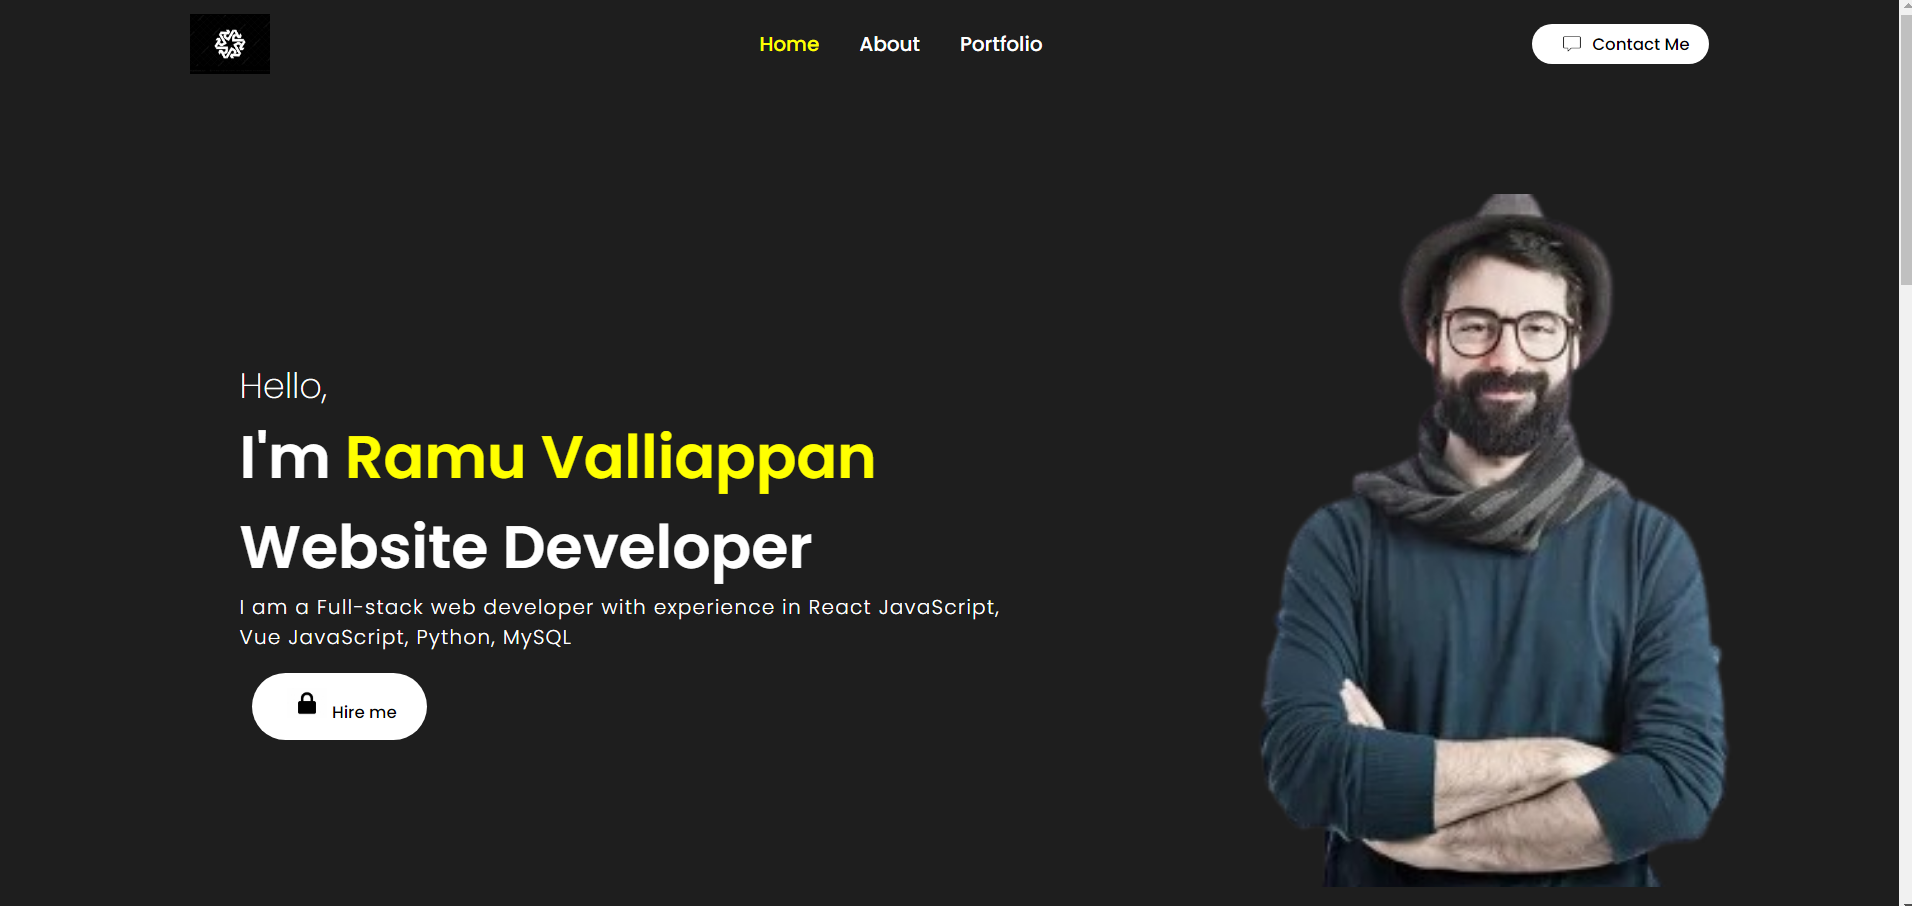 Home About Portfolio Contact Me
Hello,
I'm Ramu Valliappan
Website Developer
I am a Full-stack web developer with experience in React JavaScript,
Vue JavaScript, Python, MySQL
Hire me